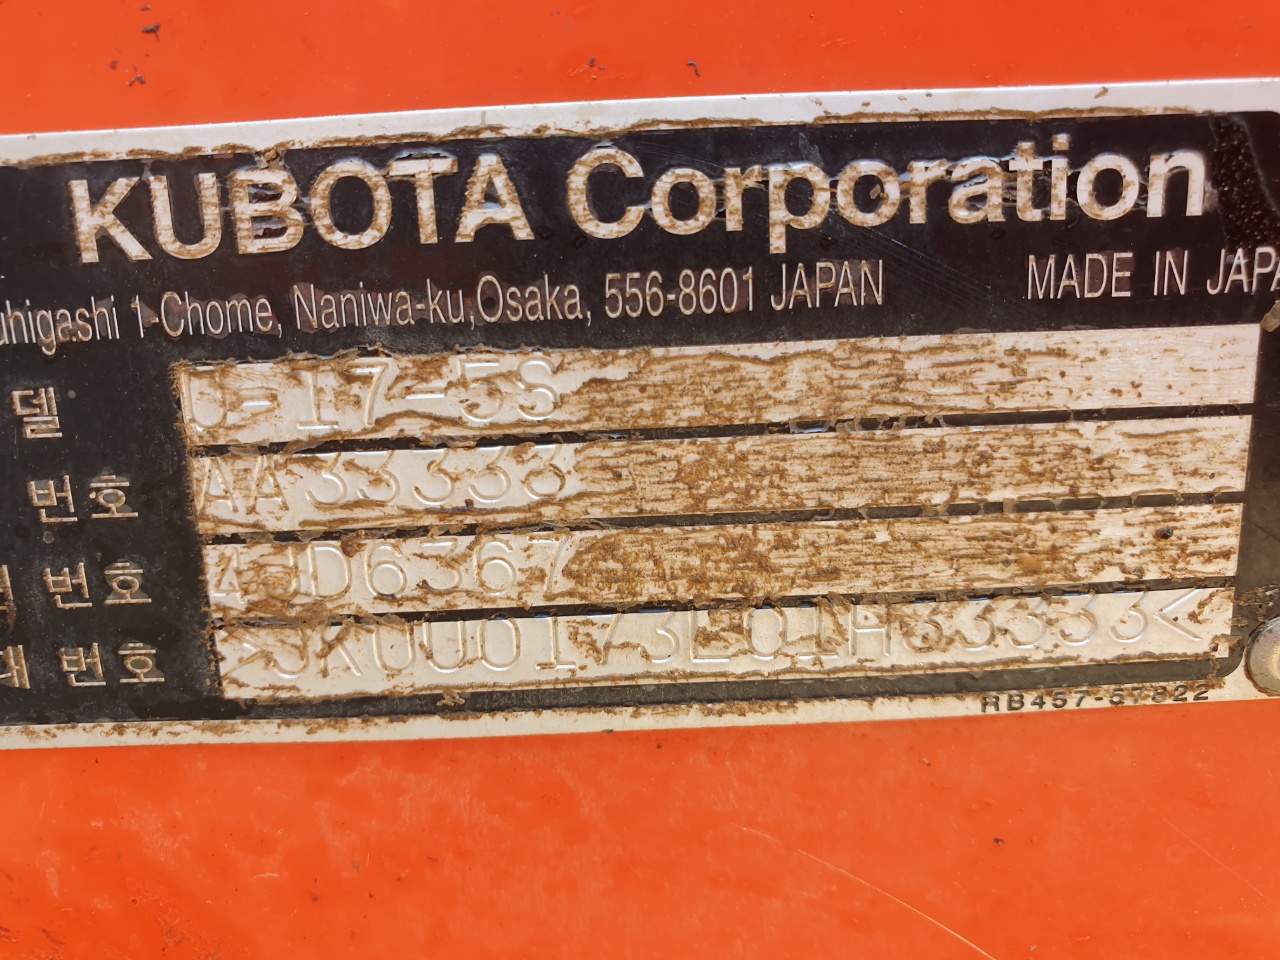 KUBOTA Corporation
uhigashi 1-Chome, Naniwa-ku, Osaka, 556-8601 JAPAN MADE IN JAPA
델 U-17-5S
번호 AA33338
번호 4JD6367
번호 >JKUU0173L01H33333<
RB457-57822